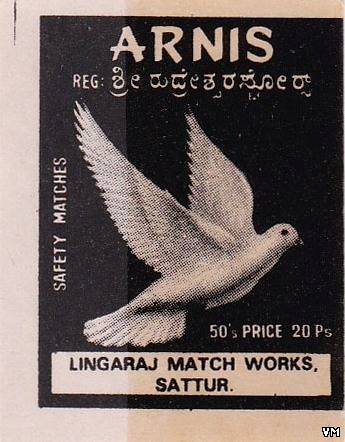 ARNIS
REG: ಶ್ರೀ ರುದ್ರೇಶ್ವರಸ್ಟೋರ್ಸ್
SAFETY MATCHES
50's PRICE 20 Ps
LINGARAJ MATCH WORKS,
SATTUR.
VM